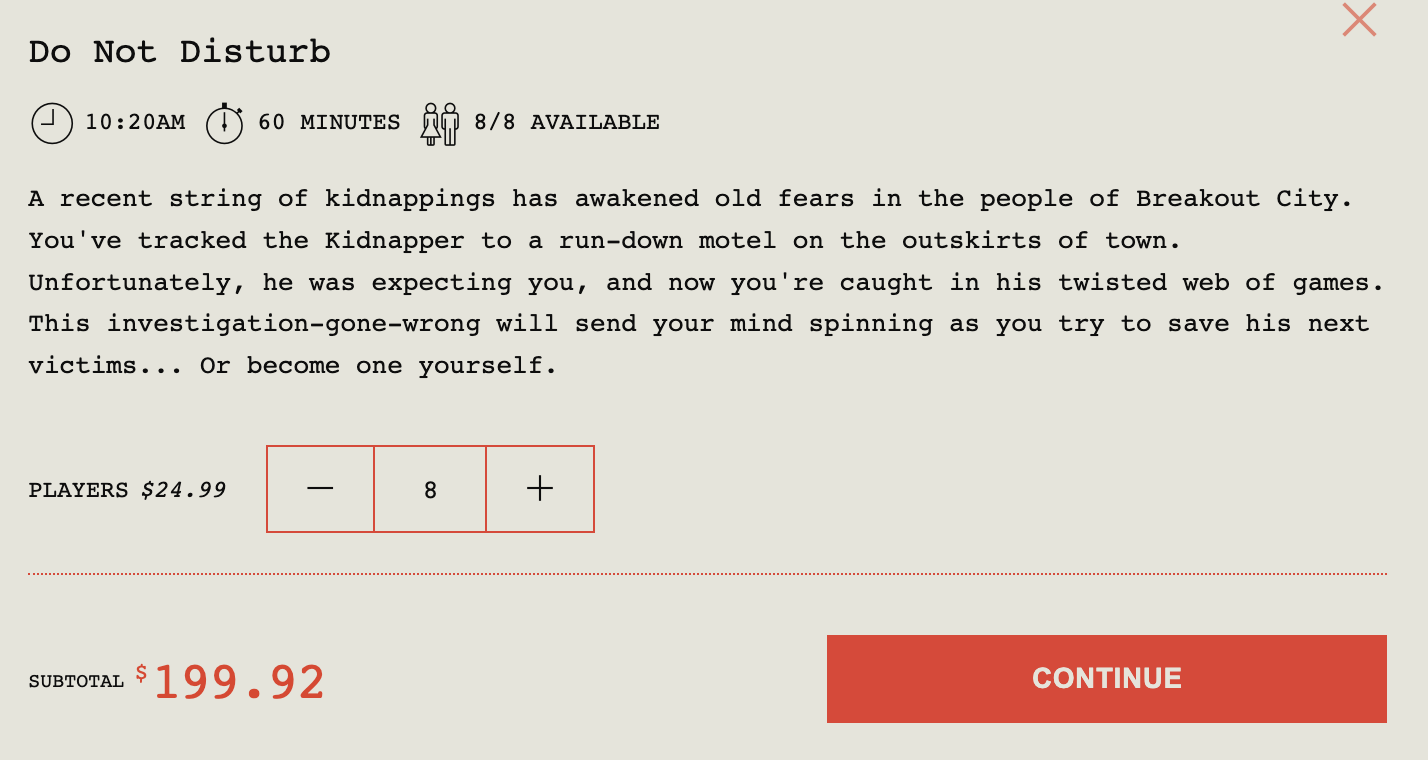 Do Not Disturb
10:20AM 60 MINUTES 8/8 AVAILABLE
A recent string of kidnappings has awakened old fears in the people of Breakout City.
You've tracked the Kidnapper to a run-down motel on the outskirts of town.
Unfortunately, he was expecting you, and now you're caught in his twisted web of games.
This investigation-gone-wrong will send your mind spinning as you try to save his next
victims... Or become one yourself.
PLAYERS $24.99 — 8 +
SUBTOTAL $199.92
CONTINUE